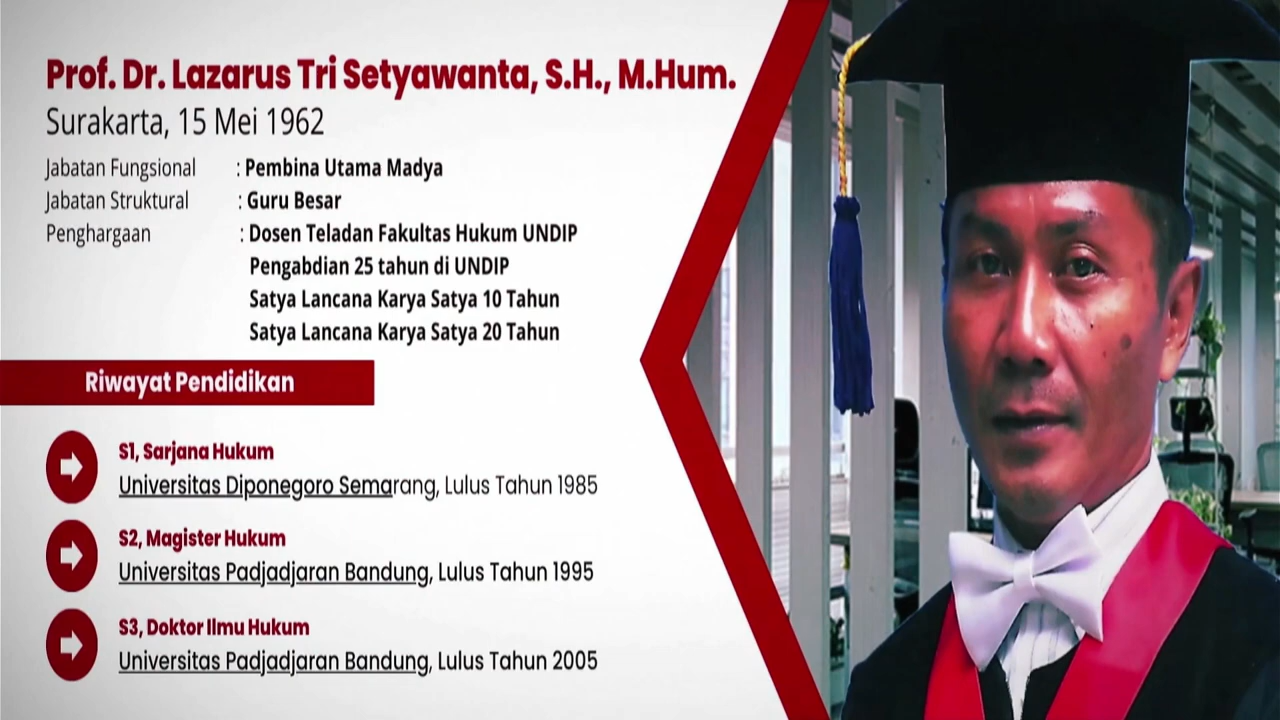 Prof. Dr. Lazarus Tri Setyawanta, S.H., M.Hum.
Surakarta, 15 Mei 1962
Jabatan Fungsional : Pembina Utama Madya
Jabatan Struktural : Guru Besar
Penghargaan : Dosen Teladan Fakultas Hukum UNDIP
Pengabdian 25 tahun di UNDIP
Satya Lancana Karya Satya 10 Tahun
Satya Lancana Karya Satya 20 Tahun
Riwayat Pendidikan
S1, Sarjana Hukum
Universitas Diponegoro Semarang, Lulus Tahun 1985
S2, Magister Hukum
Universitas Padjadjaran Bandung, Lulus Tahun 1995
S3, Doktor Ilmu Hukum
Universitas Padjadjaran Bandung, Lulus Tahun 2005